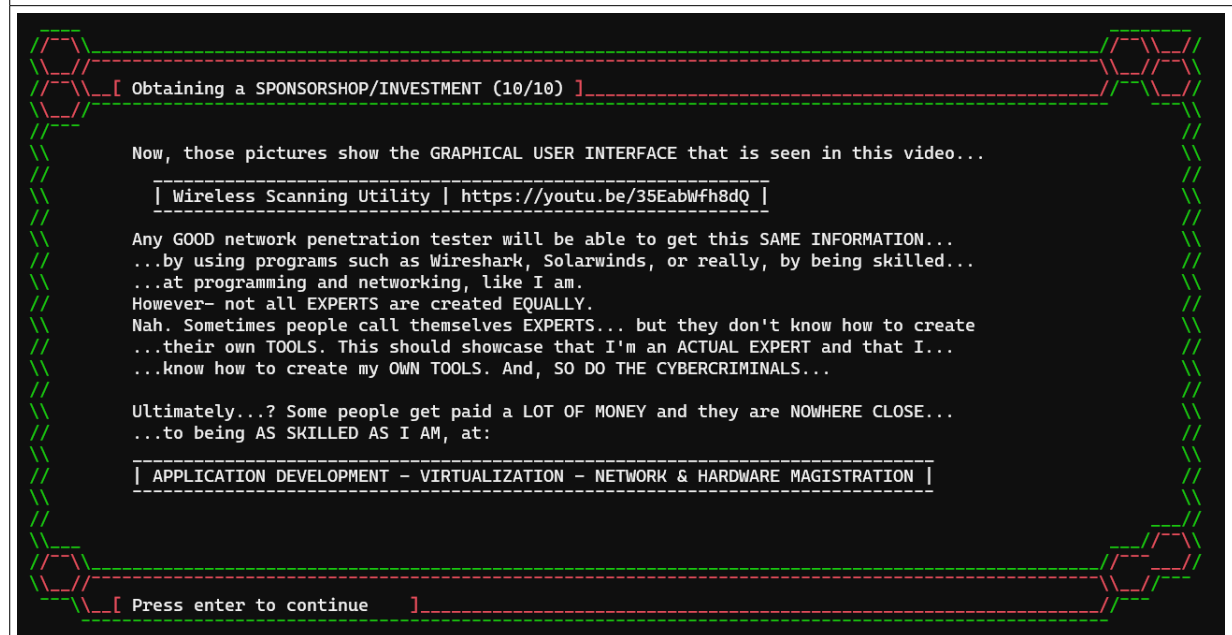 [ Obtaining a SPONSORSHOP/INVESTMENT (10/10) ]
Now, those pictures show the GRAPHICAL USER INTERFACE that is seen in this video...
| Wireless Scanning Utility | https://youtu.be/35EabWfh8dQ |
Any GOOD network penetration tester will be able to get this SAME INFORMATION...
...by using programs such as Wireshark, Solarwinds, or really, by being skilled...
...at programming and networking, like I am.
However- not all EXPERTS are created EQUALLY.
Nah. Sometimes people call themselves EXPERTS... but they don't know how to create
...their own TOOLS. This should showcase that I'm an ACTUAL EXPERT and that I...
...know how to create my OWN TOOLS. And, SO DO THE CYBERCRIMINALS...
Ultimately...? Some people get paid a LOT OF MONEY and they are NOWHERE CLOSE...
...to being AS SKILLED AS I AM, at:
| APPLICATION DEVELOPMENT - VIRTUALIZATION - NETWORK & HARDWARE MAGISTRATION |
[ Press enter to continue ]